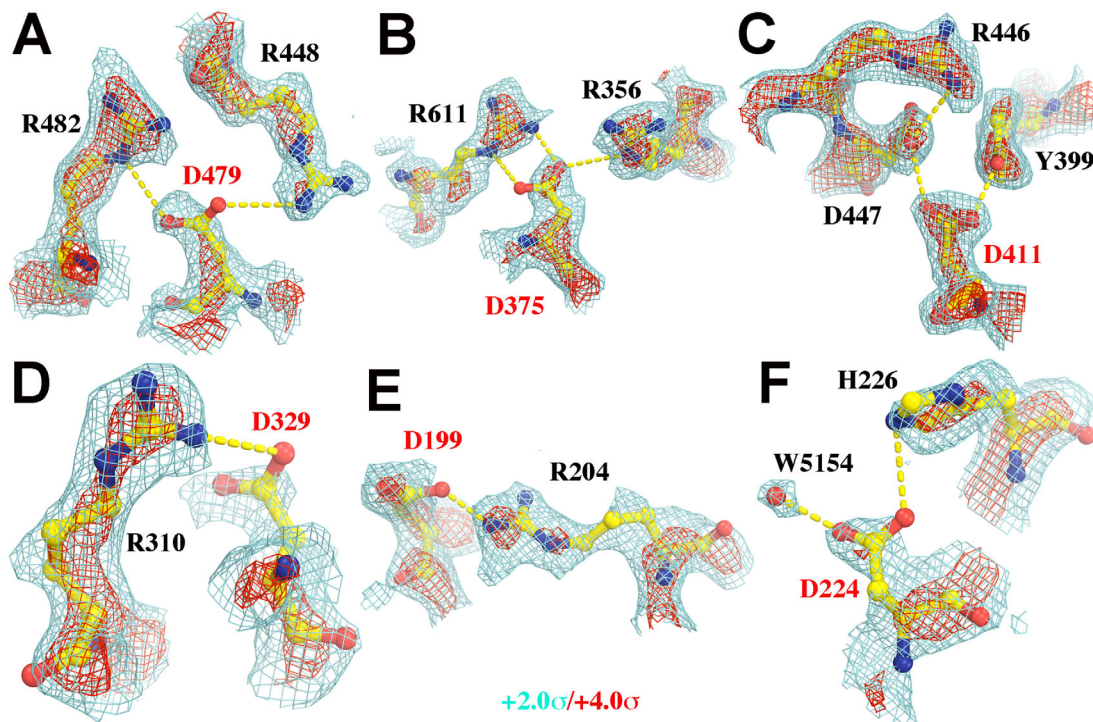 A
R448
R482
D479
B
R611
R356
D375
C
R446
Y399
D447
D411
D
D329
R310
E
D199
R204
F
H226
W5154
D224
+2.0σ/+4.0σ